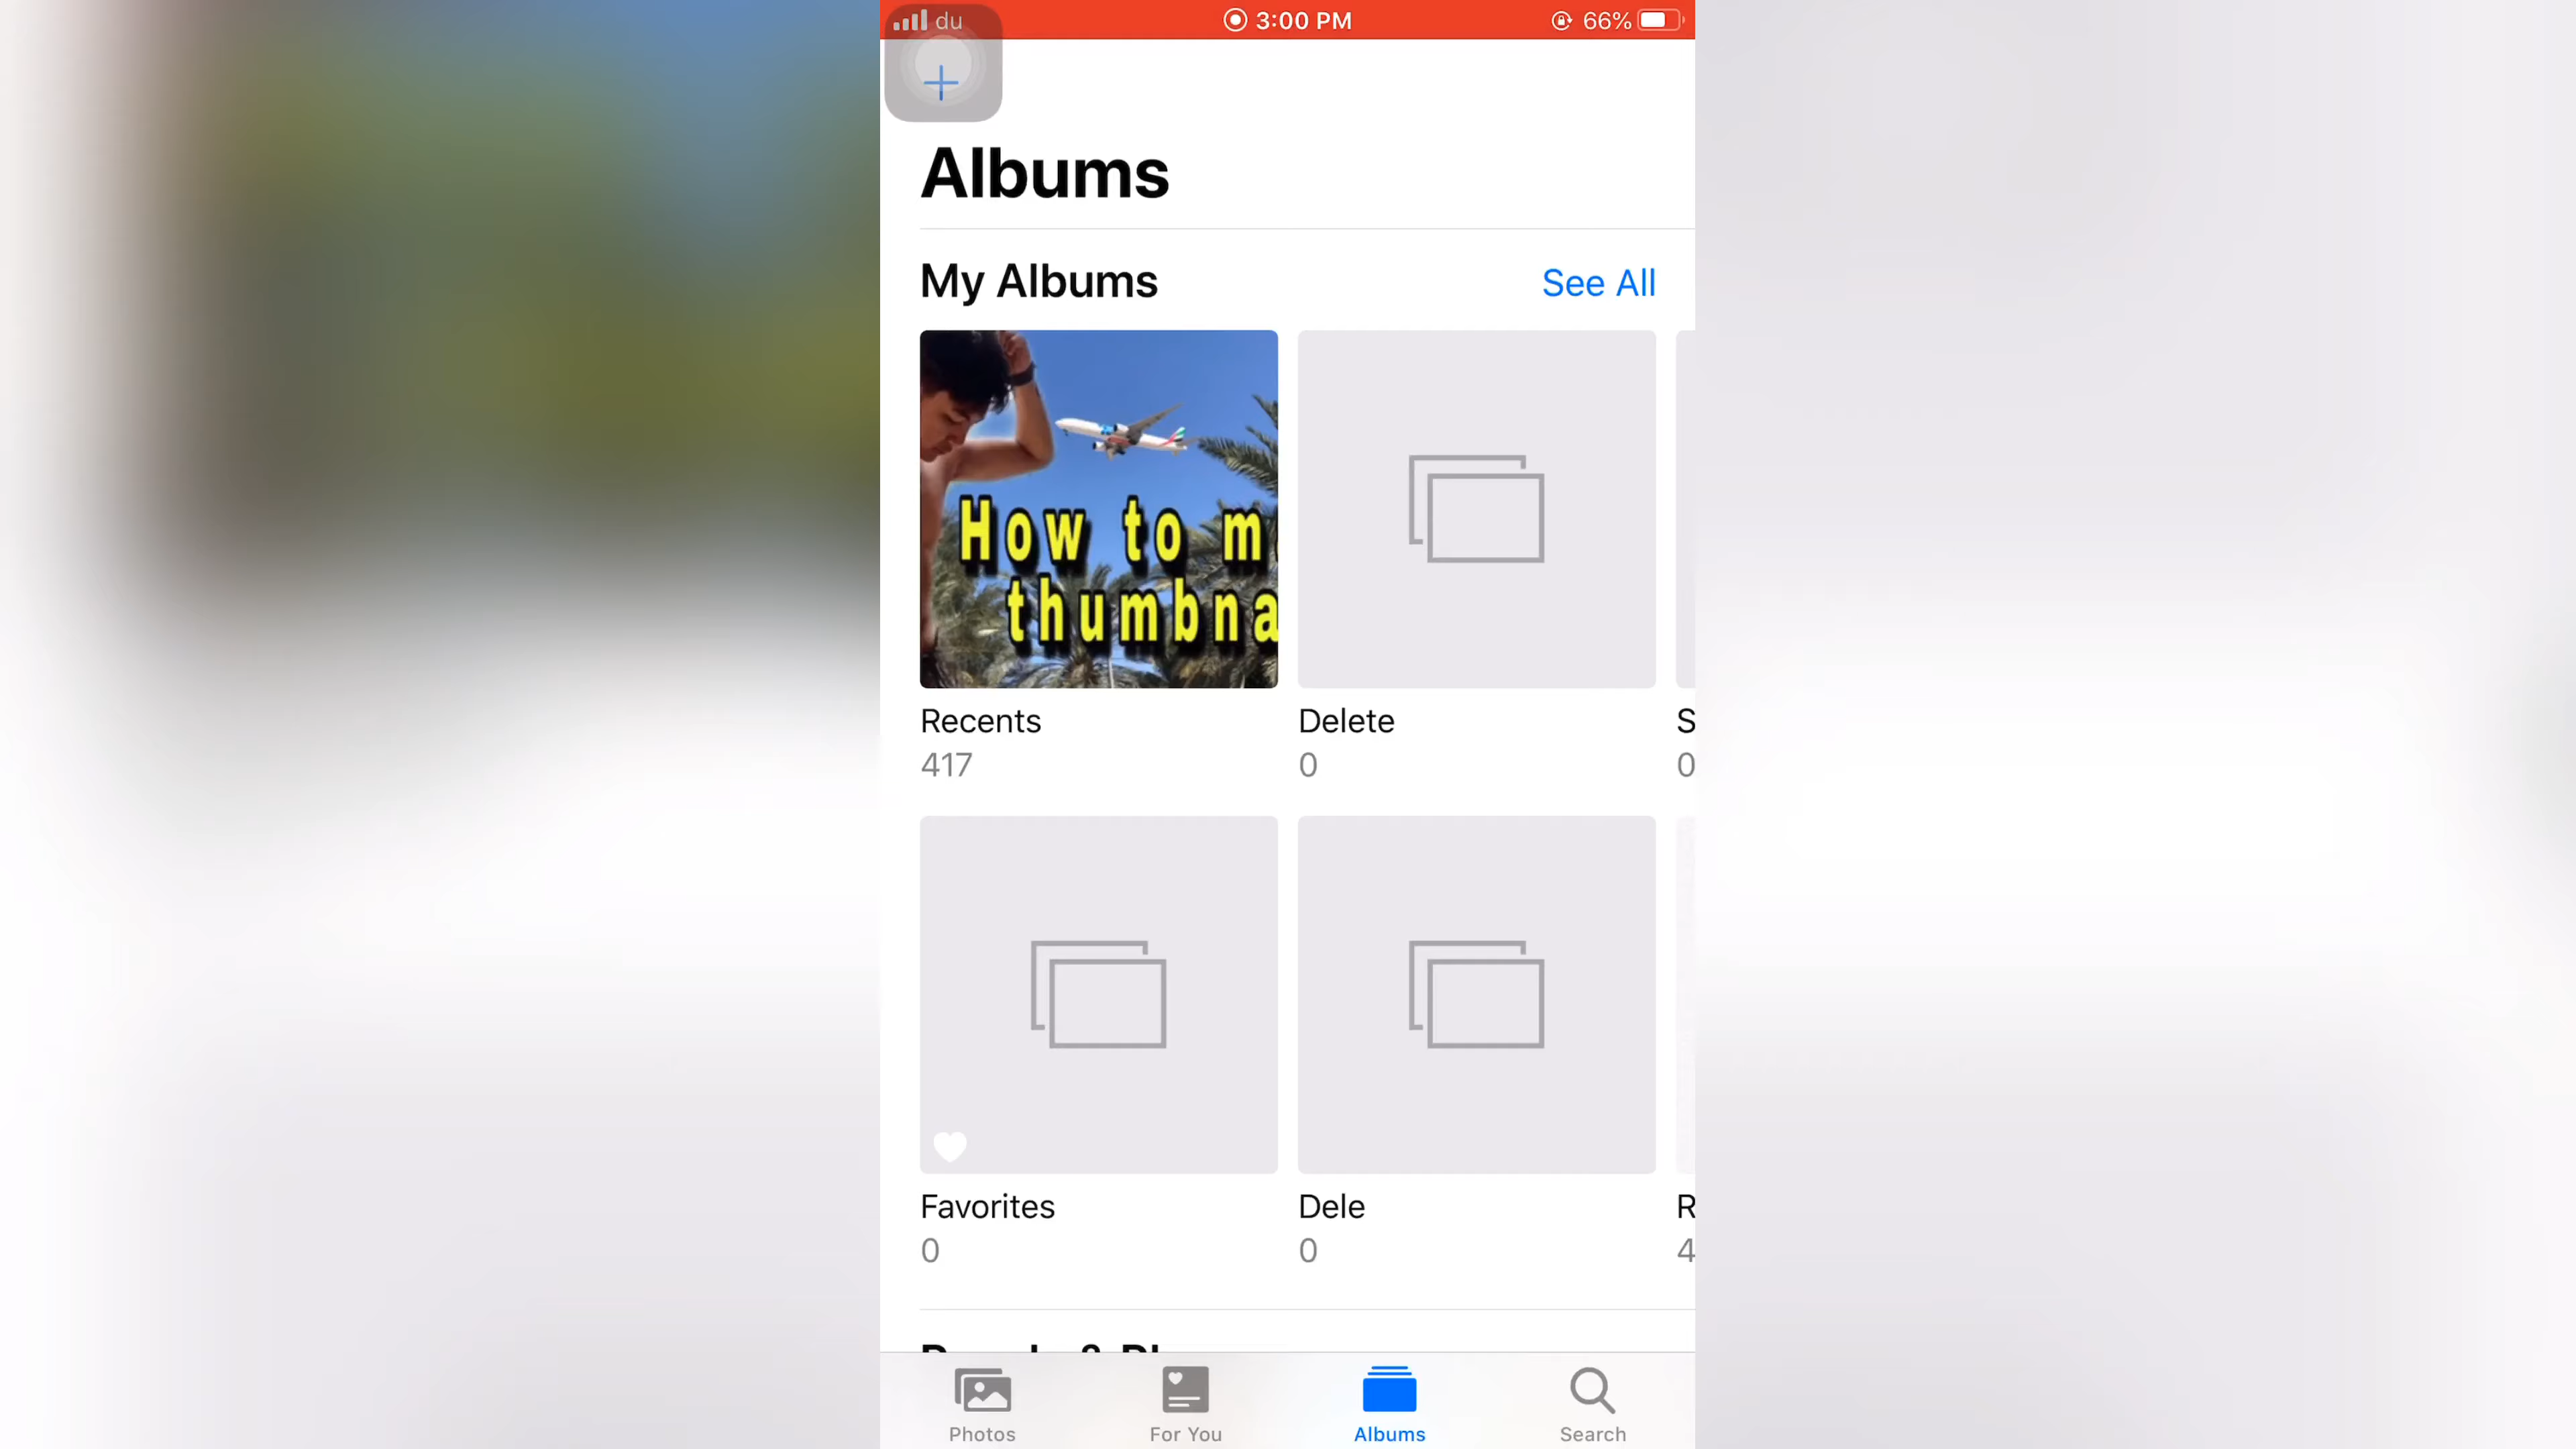 du 3:00 PM 66%
Albums
My Albums See All
How to m
thumbna
Recents Delete S
417 0 0
Favorites Dele R
0 0 4
Photos For You Albums Search